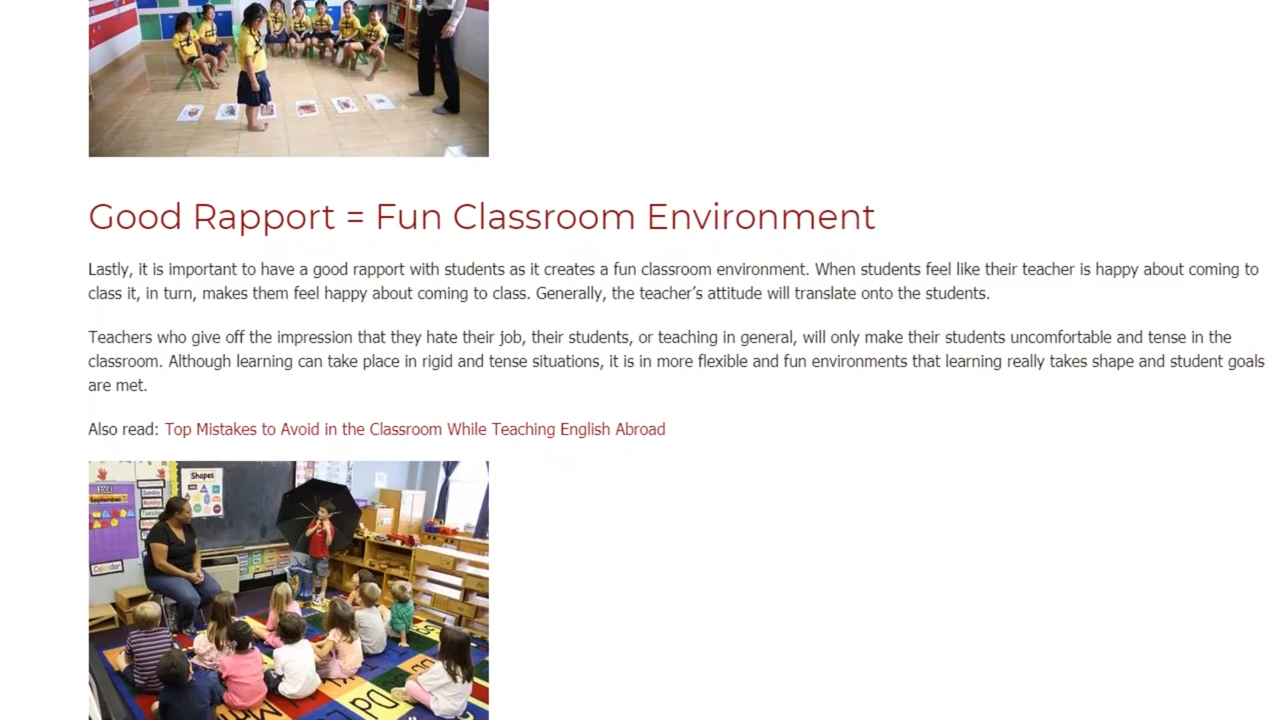 Good Rapport = Fun Classroom Environment
Lastly, it is important to have a good rapport with students as it creates a fun classroom environment. When students feel like their teacher is happy about coming to
class it, in turn, makes them feel happy about coming to class. Generally, the teacher’s attitude will translate onto the students.
Teachers who give off the impression that they hate their job, their students, or teaching in general, will only make their students uncomfortable and tense in the
classroom. Although learning can take place in rigid and tense situations, it is in more flexible and fun environments that learning really takes shape and student goals
are met.
Also read: Top Mistakes to Avoid in the Classroom While Teaching English Abroad
Shapes
Sunday
September
Monday
Calendar